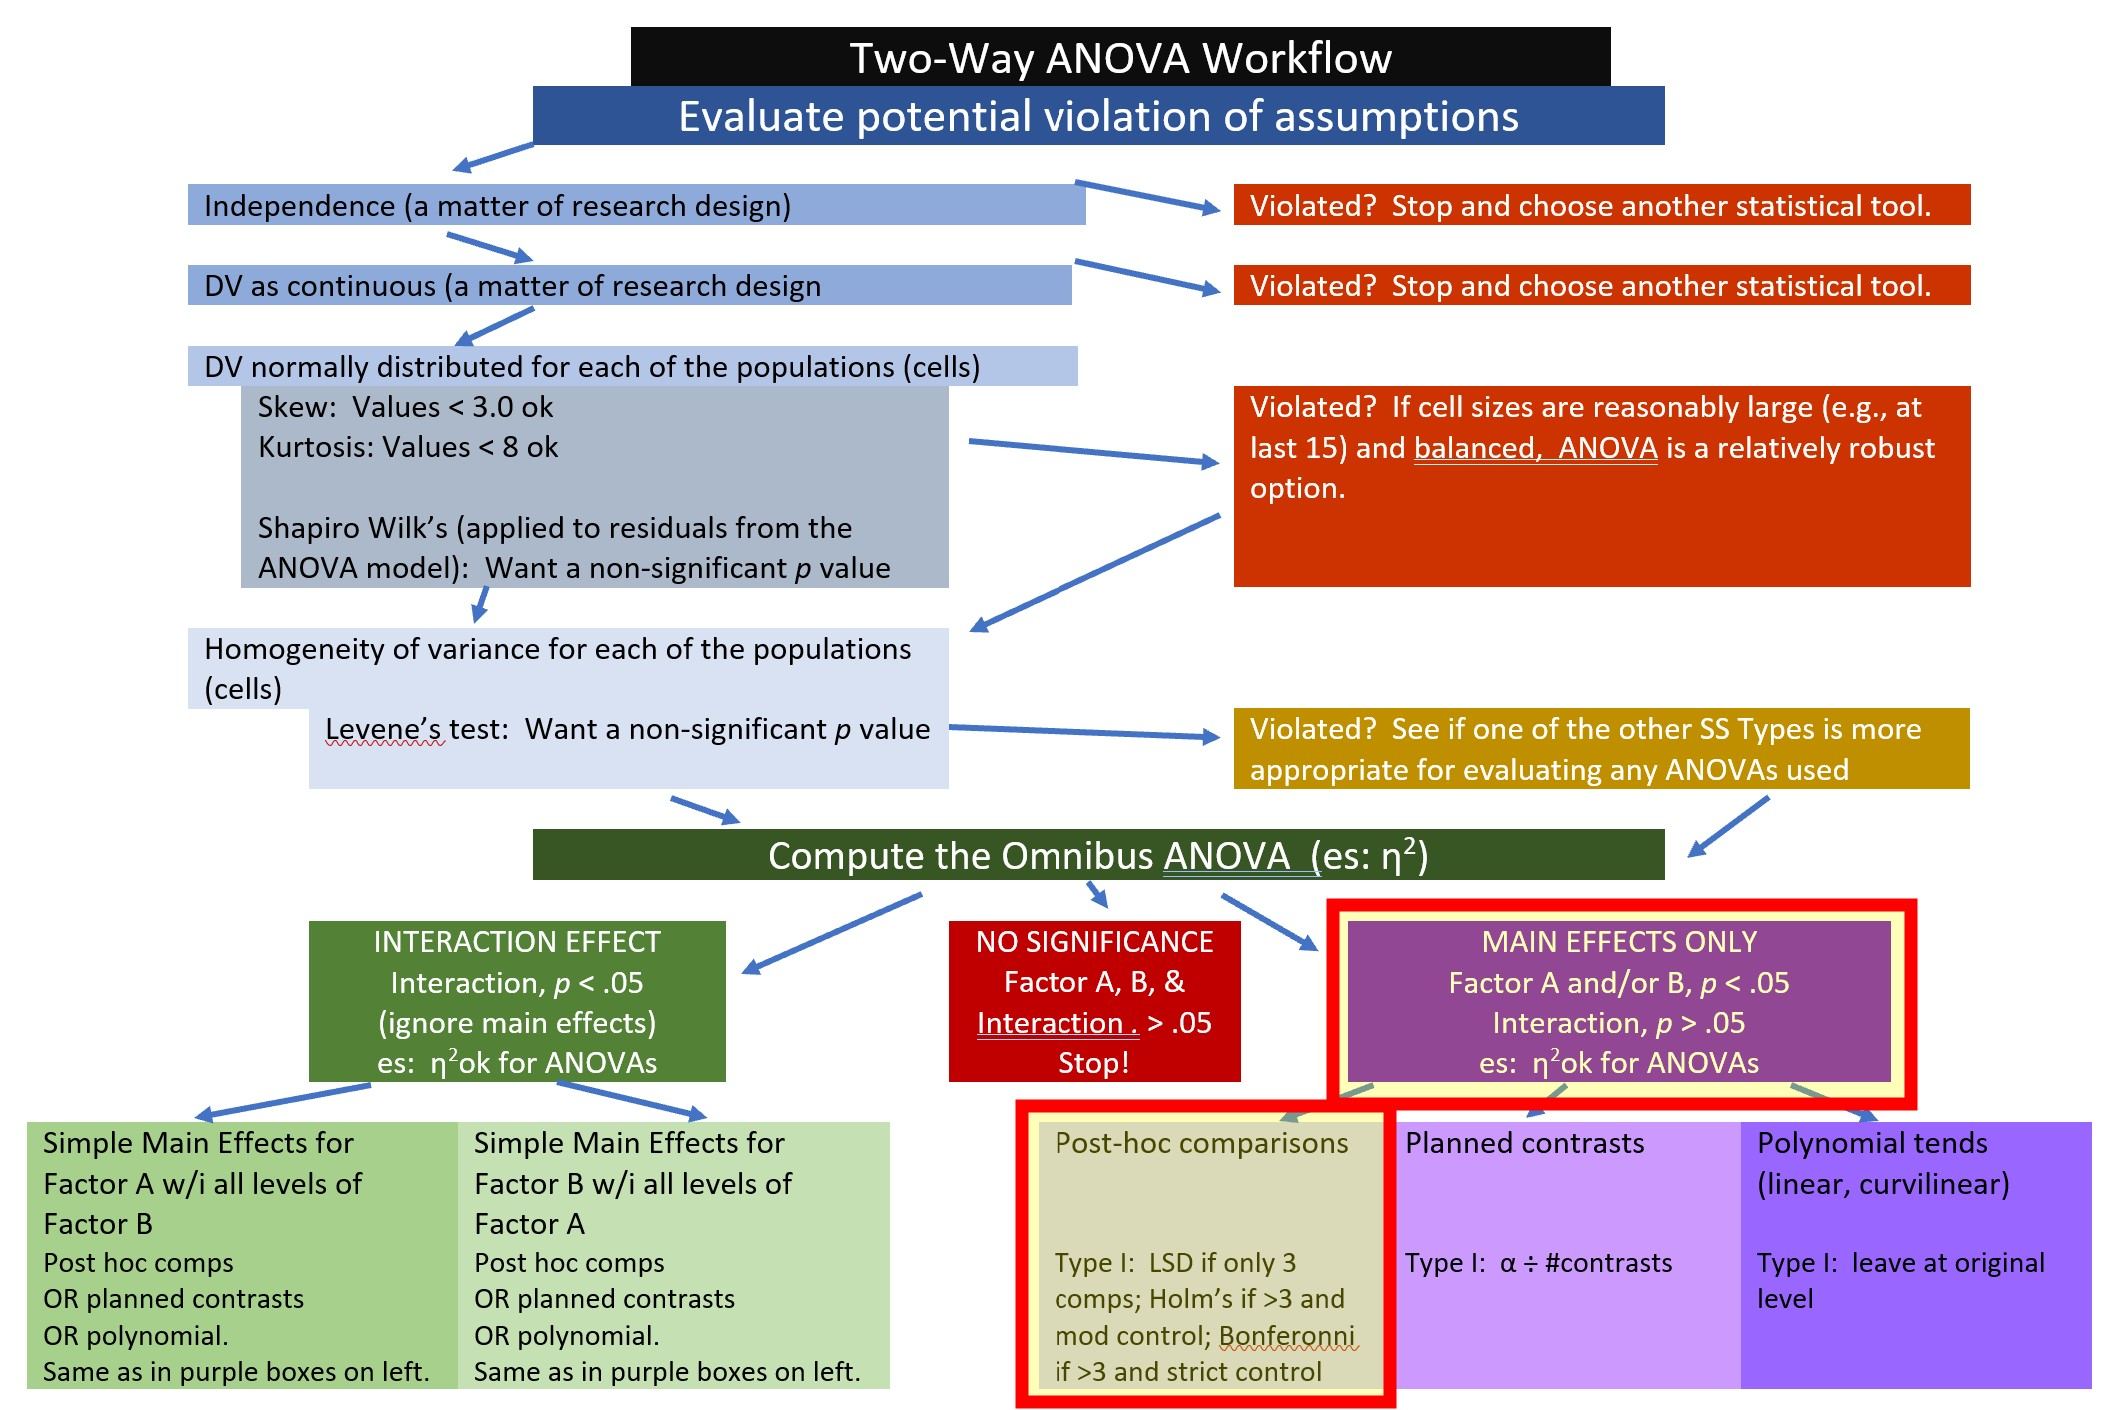 Two-Way ANOVA Workflow
Evaluate potential violation of assumptions
Independence (a matter of research design)
Violated?  Stop and choose another statistical tool.
DV as continuous (a matter of research design
Violated?  Stop and choose another statistical tool.
DV normally distributed for each of the populations (cells)
Skew:  Values < 3.0 ok
Kurtosis: Values < 8 ok
Shapiro Wilk’s (applied to residuals from the
ANOVA model):  Want a non-significant p value
Violated?  If cell sizes are reasonably large (e.g., at
last 15) and balanced,  ANOVA is a relatively robust
option.
Homogeneity of variance for each of the populations
(cells)
Levene’s test:  Want a non-significant p value
Violated?  See if one of the other SS Types is more
appropriate for evaluating any ANOVAs used
Compute the Omnibus ANOVA  (es: η²)
INTERACTION EFFECT
Interaction, p < .05
(ignore main effects)
es:  η²ok for ANOVAs
NO SIGNIFICANCE
Factor A, B, &
Interaction . > .05
Stop!
MAIN EFFECTS ONLY
Factor A and/or B, p < .05
Interaction, p > .05
es:  η²ok for ANOVAs
Simple Main Effects for
Factor A w/i all levels of
Factor B
Post hoc comps
OR planned contrasts
OR polynomial.
Same as in purple boxes on left.
Simple Main Effects for
Factor B w/i all levels of
Factor A
Post hoc comps
OR planned contrasts
OR polynomial.
Same as in purple boxes on left.
Post-hoc comparisons
Type I:  LSD if only 3
comps; Holm’s if >3 and
mod control; Bonferonni
if >3 and strict control
Planned contrasts
Type I:  α ÷ #contrasts
Polynomial tends
(linear, curvilinear)
Type I:  leave at original
level